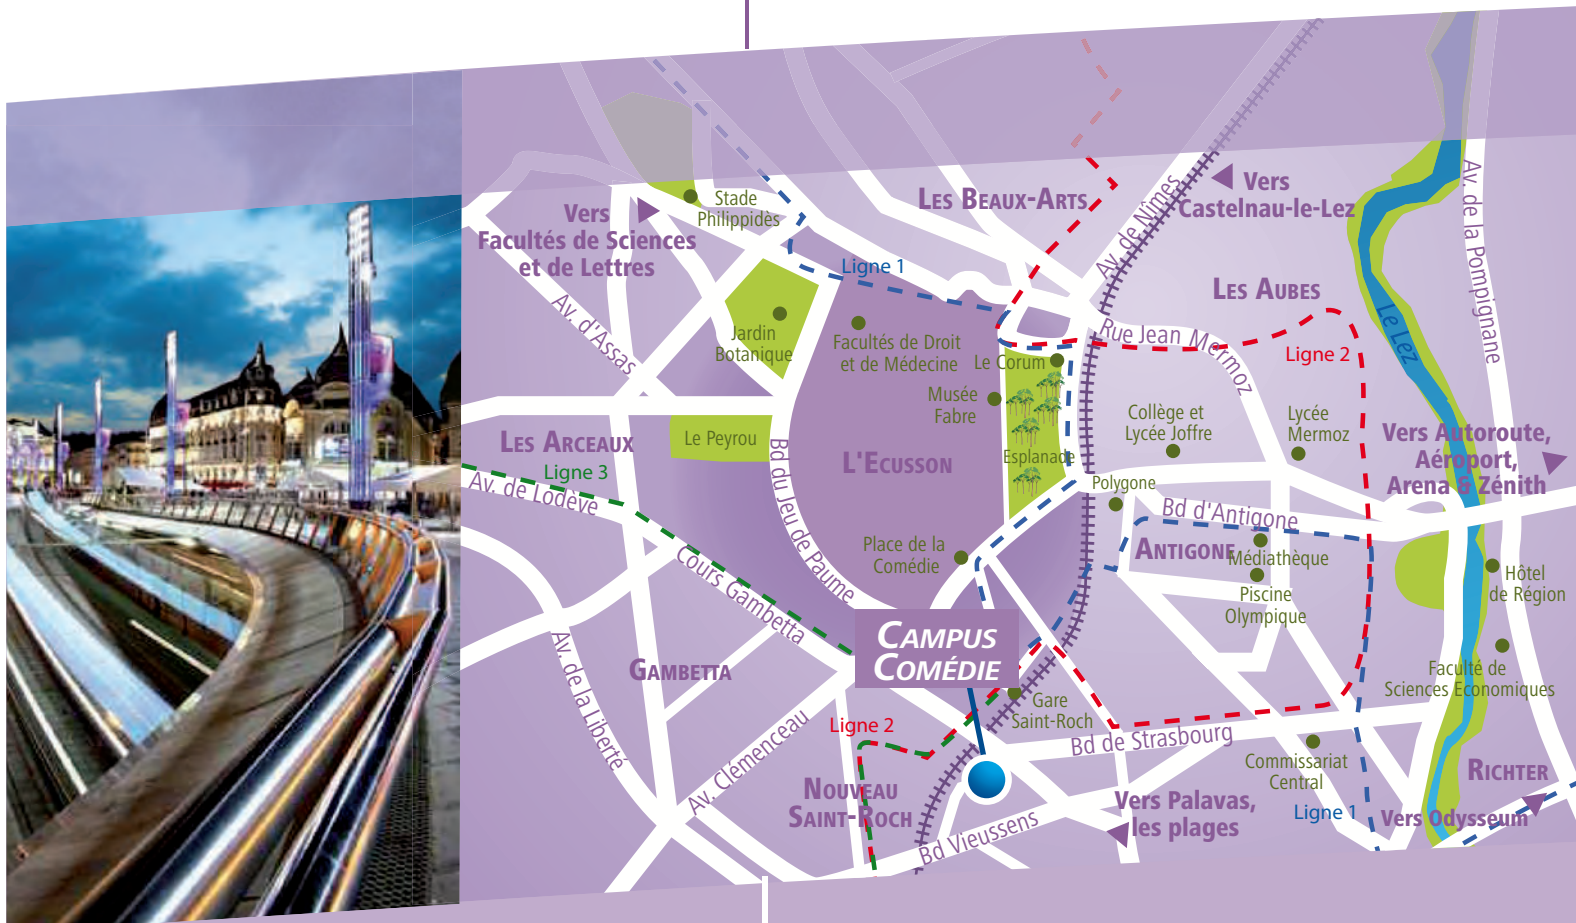 Stade
Philippidès
Vers
Facultés de Sciences
et de Lettres
LES BEAUX-ARTS
Av. de Nîmes
Vers
Castelnau-le-Lez
Av. de la Pompignane
Ligne 1
LES AUBES
Av. d'Assas
Jardin
Botanique
Facultés de Droit
et de Médecine
Le Corum
Rue Jean Mermoz
Ligne 2
Le Lez
Musée
Fabre
Collège et
Lycée Joffre
Lycée
Mermoz
LES ARCEAUX
Le Peyrou
Bd du Jeu de Paume
L'ECUSSON
Esplanade
Vers Autoroute,
Aéroport,
Arena & Zénith
Ligne 3
Av. de Lodève
Polygone
Bd d'Antigone
Place de la
Comédie
ANTIGONE
Médiathèque
Piscine
Olympique
Hôtel
de Région
Cours Gambetta
CAMPUS
COMÉDIE
GAMBETTA
Av. de la Liberté
Faculté de
Sciences Economiques
Gare
Saint-Roch
Ligne 2
Bd de Strasbourg
Av. Clémenceau
Commissariat
Central
RICHTER
NOUVEAU
SAINT-ROCH
Vers Palavas,
les plages
Ligne 1
Vers Odysseum
Bd Vieussens